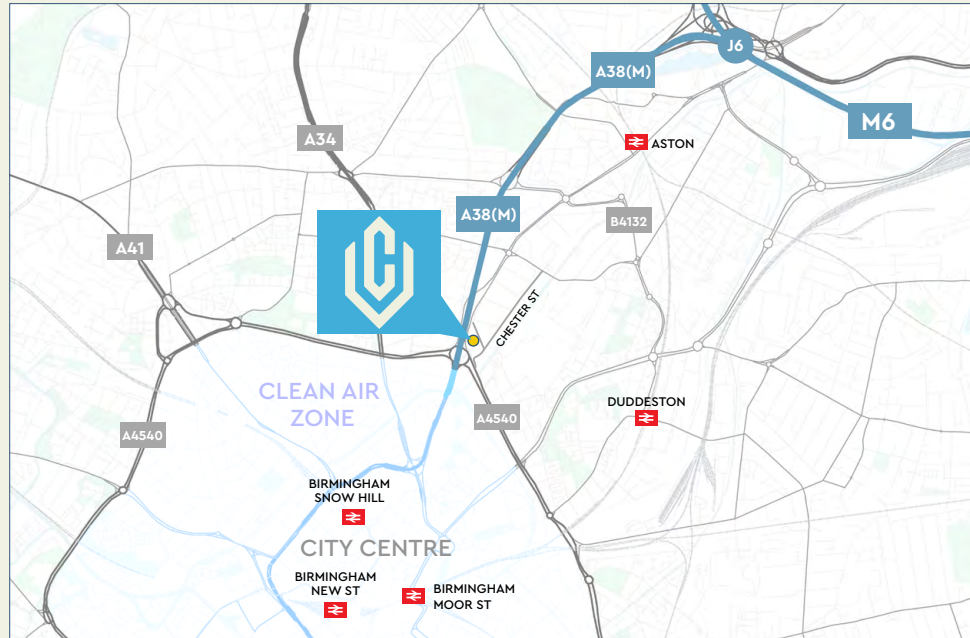 J6
A38(M)
M6
A34
ASTON
A38(M)
B4132
A41
CHESTER ST
CLEAN AIR
ZONE
DUDDESTON
A4540
A4540
BIRMINGHAM
SNOW HILL
CITY CENTRE
BIRMINGHAM
NEW ST
BIRMINGHAM
MOOR ST